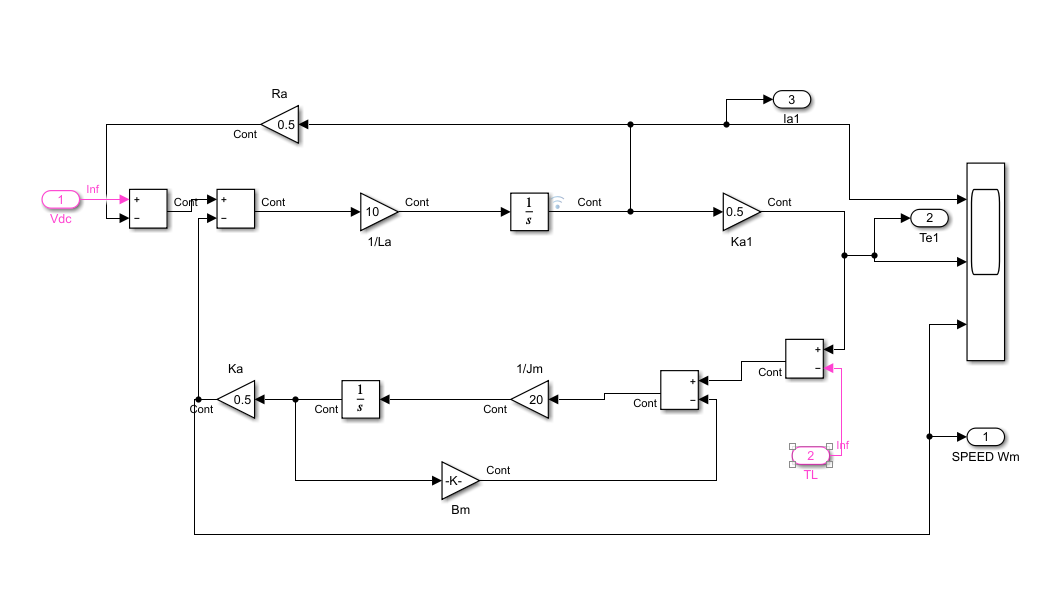 Ra
0.5
Cont
3
Ia1
1
Inf
Vdc
+
−
Cont
+
−
Cont
10
Cont
1/La
1
s
Cont
0.5
Cont
Ka1
2
Te1
+
−
Cont
Ka
0.5
Cont
1
s
Cont
1/Jm
20
Cont
+
−
Cont
2
Inf
TL
1
SPEED Wm
-K-
Cont
Bm